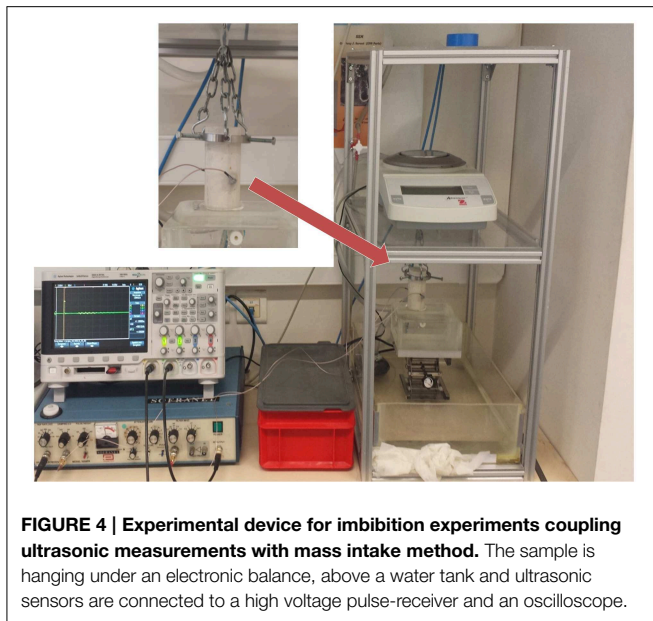 SOFRANEL
FIGURE 4 | Experimental device for imbibition experiments coupling
ultrasonic measurements with mass intake method. The sample is
hanging under an electronic balance, above a water tank and ultrasonic
sensors are connected to a high voltage pulse-receiver and an oscilloscope.